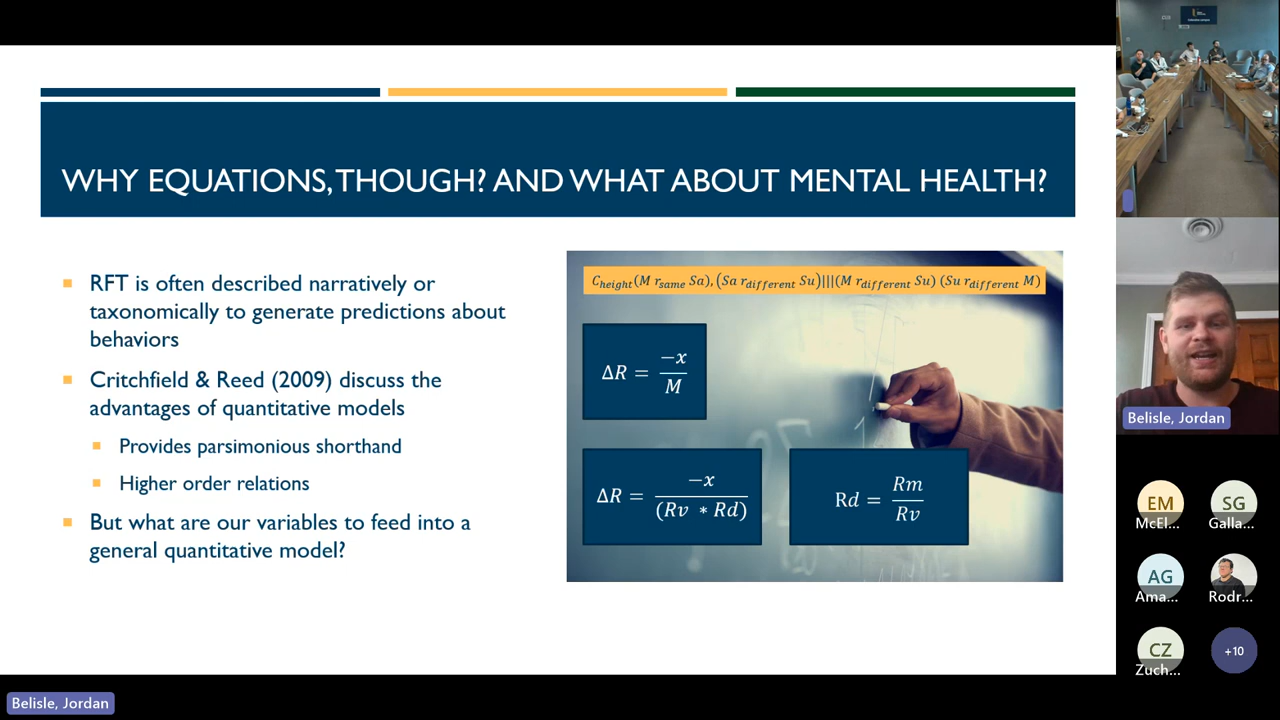 WHY EQUATIONS, THOUGH? AND WHAT ABOUT MENTAL HEALTH?
RFT is often described narratively or
taxonomically to generate predictions about
behaviors
Critchfield & Reed (2009) discuss the
advantages of quantitative models
Provides parsimonious shorthand
Higher order relations
But what are our variables to feed into a
general quantitative model?
C_height(M r_same Sa), (Sa r_different Su)|||(M r_different Su) (Su r_different M)
ΔR = −x / M
ΔR = −x / (Rv * Rd)
Rd = Rm / Rv
Belisle, Jordan
EM
McEl...
SG
Galla...
AG
Ama...
Rodr...
CZ
Zuch...
+10
Belisle, Jordan